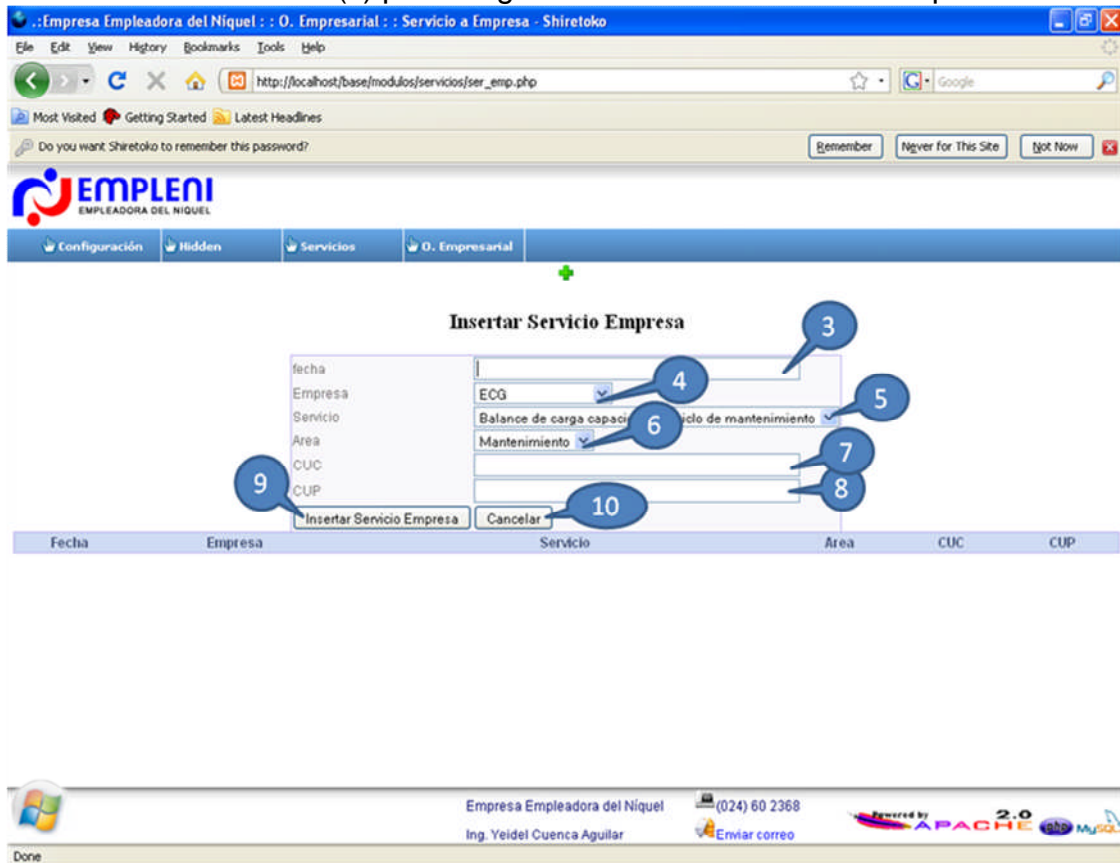 .:Empresa Empleadora del Níquel : : O. Empresarial : : Servicio a Empresa - Shiretoko
File Edit View History Bookmarks Tools Help
http://localhost/base/modulos/servicios/ser_emp.php
Google
Most Visited Getting Started Latest Headlines
Do you want Shiretoko to remember this password? Remember Never for This Site Not Now
EMPLENI
EMPLEADORA DEL NIQUEL
Configuración Hidden Servicios O. Empresarial
Insertar Servicio Empresa
3
fecha
4
Empresa ECG
5
Servicio Balance de carga mantenimiento
6
Area Mantenimiento
7
CUC
8
CUP
9
Insertar Servicio Empresa Cancelar
10
Fecha Empresa Servicio Area CUC CUP
Empresa Empleadora del Níquel (024) 60 2368
Ing. Yeidel Cuenca Aguilar Enviar correo
Powered by APACHE 2.0
php MySQL
Done